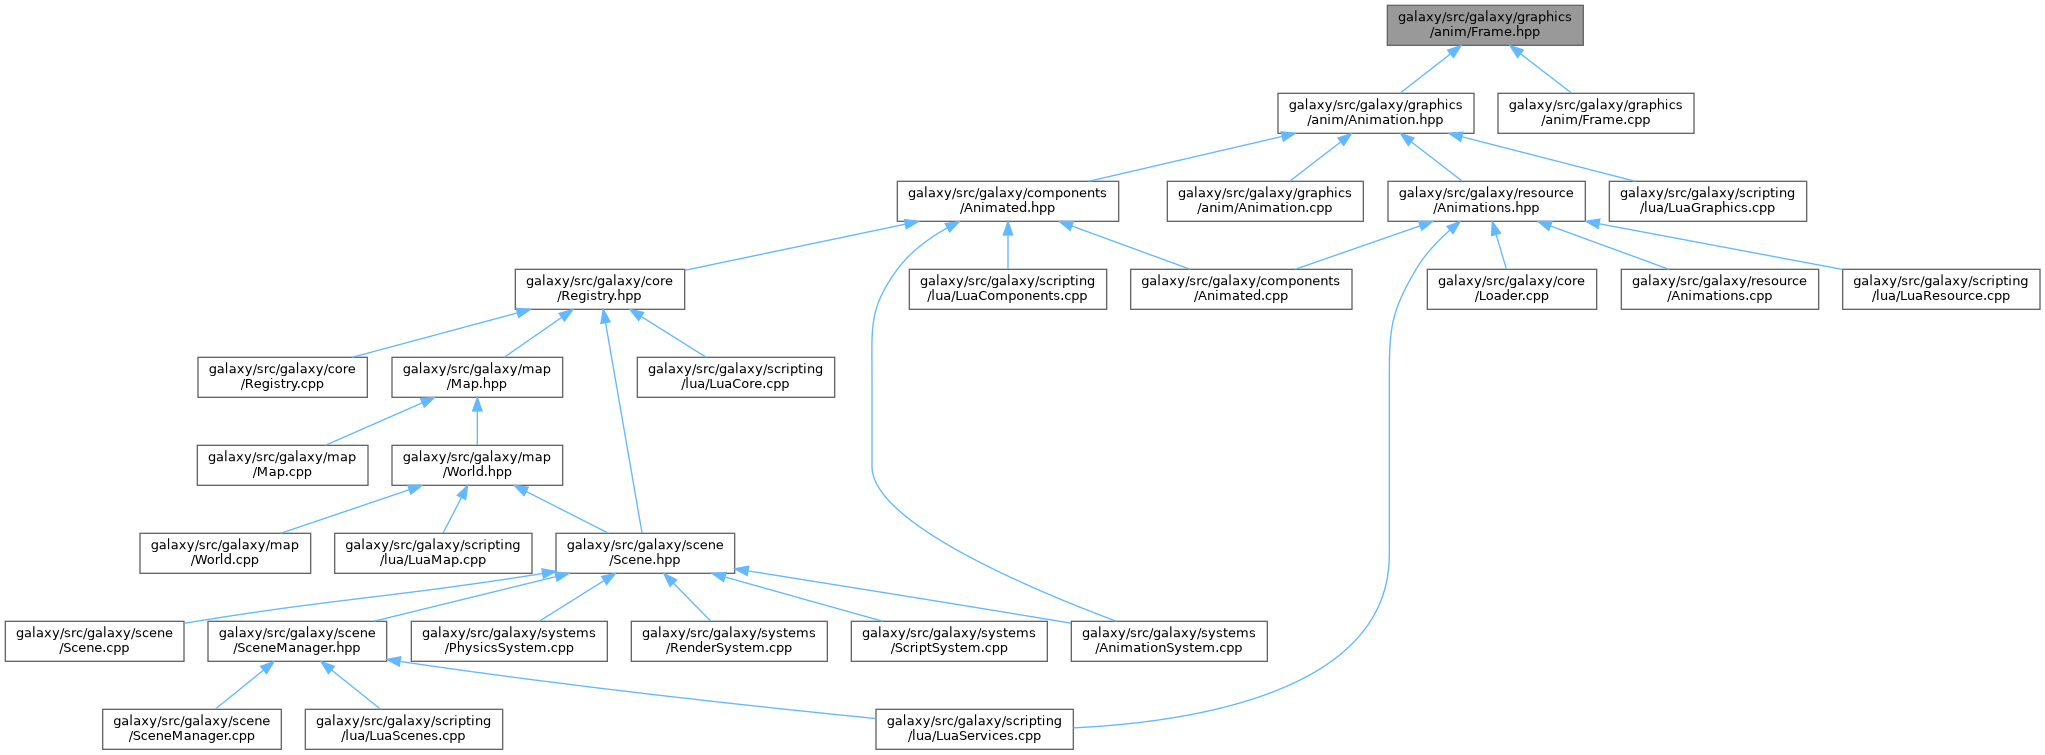 galaxy/src/galaxy/graphics
/anim/Frame.hpp
galaxy/src/galaxy/graphics
/anim/Animation.hpp
galaxy/src/galaxy/graphics
/anim/Frame.cpp
galaxy/src/galaxy/components
/Animated.hpp
galaxy/src/galaxy/graphics
/anim/Animation.cpp
galaxy/src/galaxy/resource
/Animations.hpp
galaxy/src/galaxy/scripting
/lua/LuaGraphics.cpp
galaxy/src/galaxy/core
/Registry.hpp
galaxy/src/galaxy/scripting
/lua/LuaComponents.cpp
galaxy/src/galaxy/components
/Animated.cpp
galaxy/src/galaxy/core
/Loader.cpp
galaxy/src/galaxy/resource
/Animations.cpp
galaxy/src/galaxy/scripting
/lua/LuaResource.cpp
galaxy/src/galaxy/core
/Registry.cpp
galaxy/src/galaxy/map
/Map.hpp
galaxy/src/galaxy/scripting
/lua/LuaCore.cpp
galaxy/src/galaxy/map
/Map.cpp
galaxy/src/galaxy/map
/World.hpp
galaxy/src/galaxy/map
/World.cpp
galaxy/src/galaxy/scripting
/lua/LuaMap.cpp
galaxy/src/galaxy/scene
/Scene.hpp
galaxy/src/galaxy/scene
/Scene.cpp
galaxy/src/galaxy/scene
/SceneManager.hpp
galaxy/src/galaxy/systems
/PhysicsSystem.cpp
galaxy/src/galaxy/systems
/RenderSystem.cpp
galaxy/src/galaxy/systems
/ScriptSystem.cpp
galaxy/src/galaxy/systems
/AnimationSystem.cpp
galaxy/src/galaxy/scene
/SceneManager.cpp
galaxy/src/galaxy/scripting
/lua/LuaScenes.cpp
galaxy/src/galaxy/scripting
/lua/LuaServices.cpp